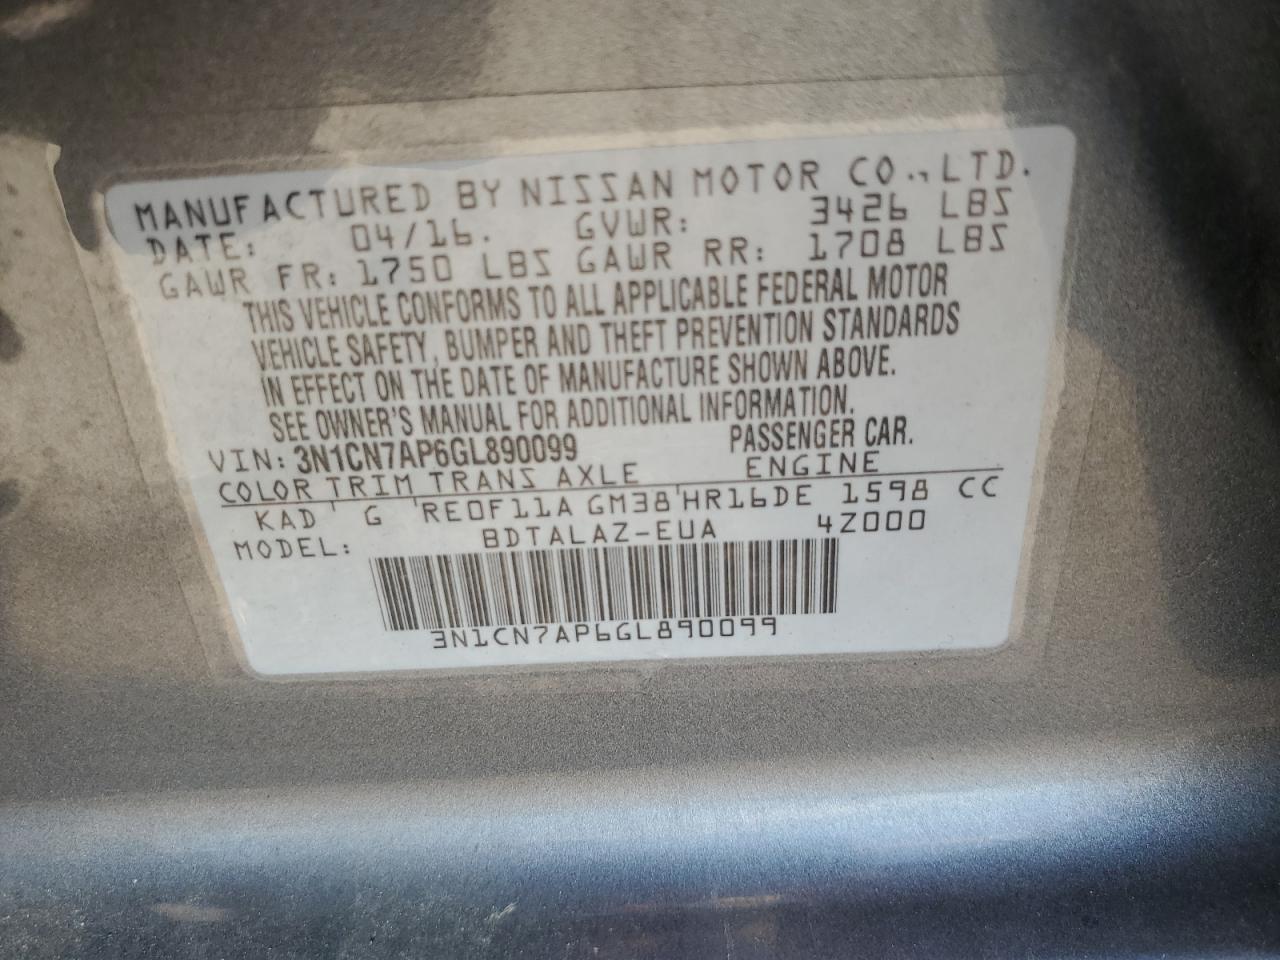 MANUFACTURED BY NISSAN MOTOR CO., LTD.
DATE: 04/16. GVWR: 3426 LBS
GAWR FR: 1750 LBS GAWR RR: 1708 LBS
THIS VEHICLE CONFORMS TO ALL APPLICABLE FEDERAL MOTOR
VEHICLE SAFETY, BUMPER AND THEFT PREVENTION STANDARDS
IN EFFECT ON THE DATE OF MANUFACTURE SHOWN ABOVE.
SEE OWNER'S MANUAL FOR ADDITIONAL INFORMATION.
VIN: 3N1CN7AP6GL890099 PASSENGER CAR.
COLOR TRIM TRANS AXLE ENGINE
KAD G RE0F11A GM38 HR16DE 1598 CC
MODEL: BDTALAZ-EUA 4Z000
3N1CN7AP6GL890099